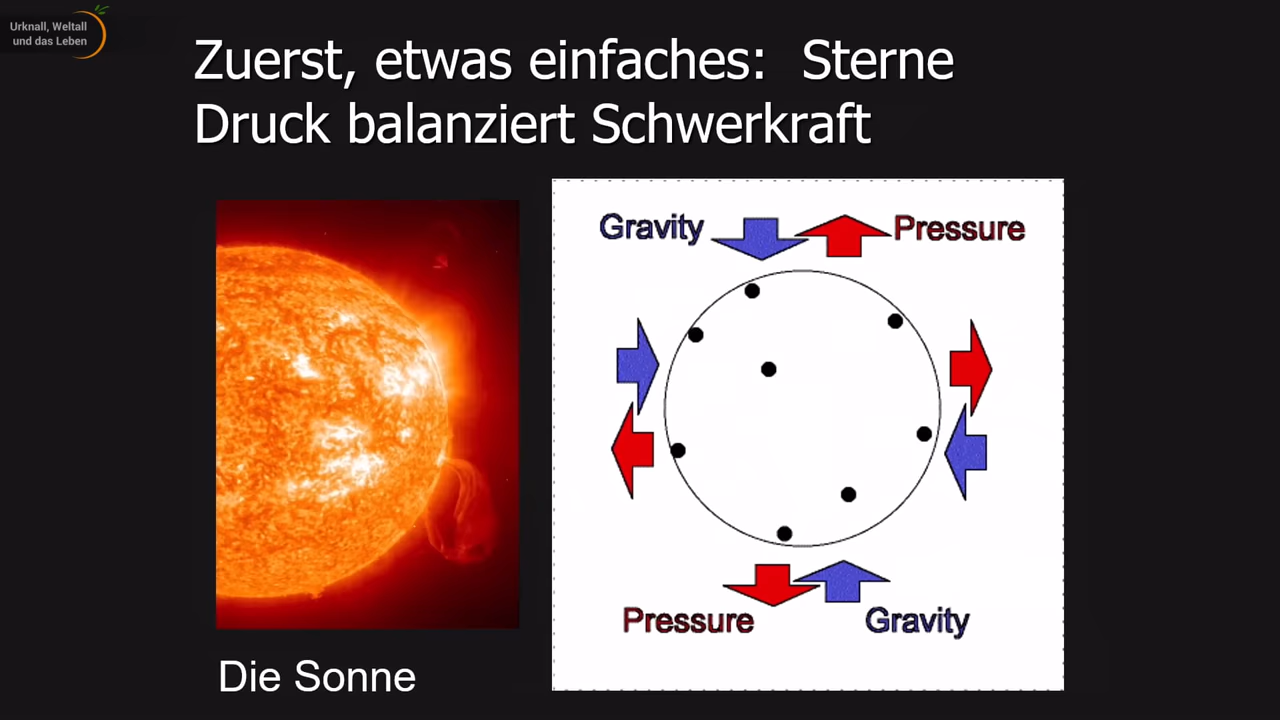 Urknall, Weltall
und das Leben
Zuerst, etwas einfaches: Sterne
Druck balanziert Schwerkraft
Gravity
Pressure
Pressure
Gravity
Die Sonne